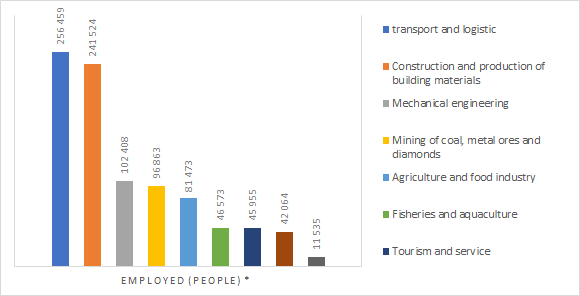 256 459
241 524
102 408
96 863
81 473
46 573
45 955
42 064
11 535
EMPLOYED (PEOPLE) *
transport and logistic
Construction and production of
building materials
Mechanical engineering
Mining of coal, metal ores and
diamonds
Agriculture and food industry
Fisheries and aquaculture
Tourism and service